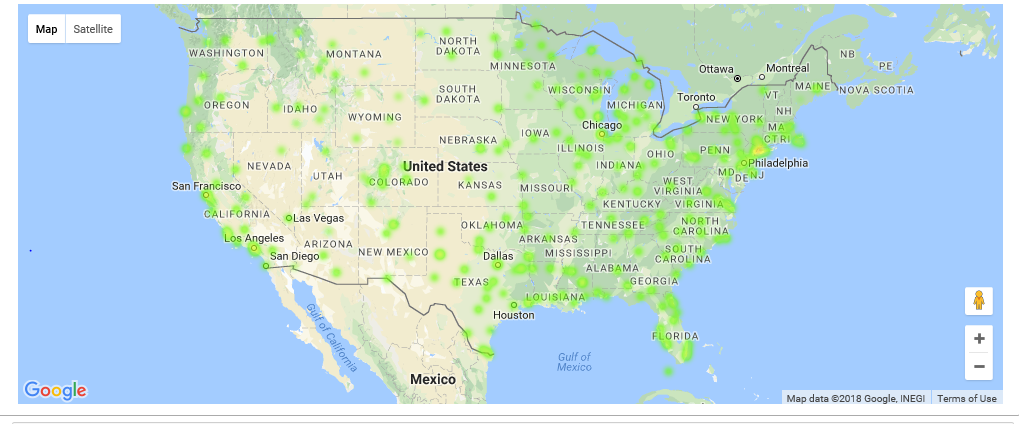 Map Satellite
WASHINGTON
MONTANA
NORTH
DAKOTA
MINNESOTA
Ottawa
Montreal
NB
PE
MAINE
NOVA SCOTIA
OREGON
IDAHO
WYOMING
SOUTH
DAKOTA
WISCONSIN
MICHIGAN
Toronto
VT
NH
NEW YORK
MA
CT RI
Chicago
IOWA
ILLINOIS
INDIANA
OHIO
PENN
Philadelphia
MD
DE NJ
NEBRASKA
NEVADA
UTAH
COLORADO
United States
KANSAS
MISSOURI
WEST
VIRGINIA
VIRGINIA
KENTUCKY
San Francisco
CALIFORNIA
Las Vegas
Los Angeles
San Diego
ARIZONA
NEW MEXICO
OKLAHOMA
ARKANSAS
TENNESSEE
NORTH
CAROLINA
SOUTH
CAROLINA
Dallas
MISSISSIPPI
ALABAMA
GEORGIA
TEXAS
LOUISIANA
Houston
FLORIDA
Gulf of
California
Gulf of
Mexico
Mexico
Google
Map data ©2018 Google, INEGI Terms of Use